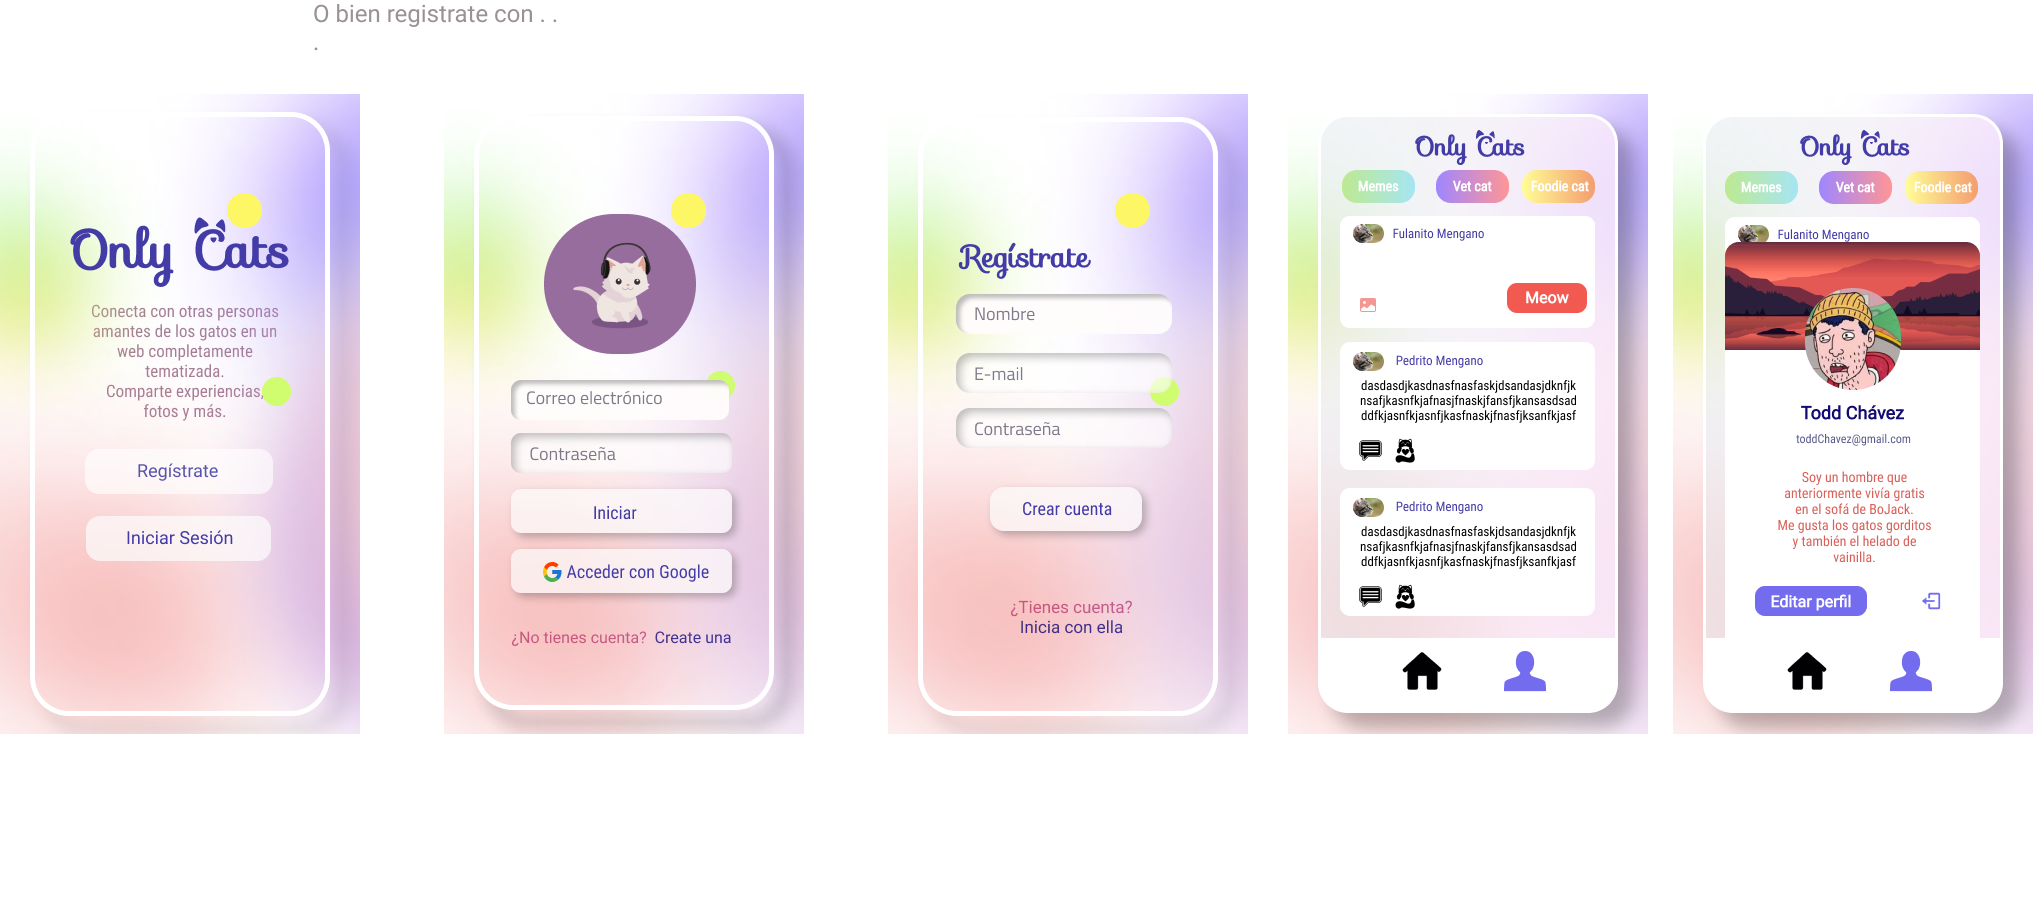 O bien registrate con . .
.
Only Cats
Conecta con otras personas
amantes de los gatos en un
web completamente
tematizada.
Comparte experiencias,
fotos y más.
Regístrate
Iniciar Sesión
Correo electrónico
Contraseña
Iniciar
Acceder con Google
¿No tienes cuenta? Create una
Regístrate
Nombre
E-mail
Contraseña
Crear cuenta
¿Tienes cuenta?
Inicia con ella
Only Cats
Memes Vet cat Foodie cat
Fulanito Mengano
Meow
Pedrito Mengano
dasdasdjkasdnasfnasfaskjdsandasjdknfjk
nsafjkasnfkjafnasjfnaskjfansfjkansasdsad
ddfkjasnfkjasnfjkasfnaskjfnasfjksanfkjasf
Pedrito Mengano
dasdasdjkasdnasfnasfaskjdsandasjdknfjk
nsafjkasnfkjafnasjfnaskjfansfjkansasdsad
ddfkjasnfkjasnfjkasfnaskjfnasfjksanfkjasf
Only Cats
Memes Vet cat Foodie cat
Fulanito Mengano
Todd Chávez
toddChavez@gmail.com
Soy un hombre que
anteriormente vivía gratis
en el sofá de BoJack.
Me gusta los gatos gorditos
y también el helado de
vainilla.
Editar perfil